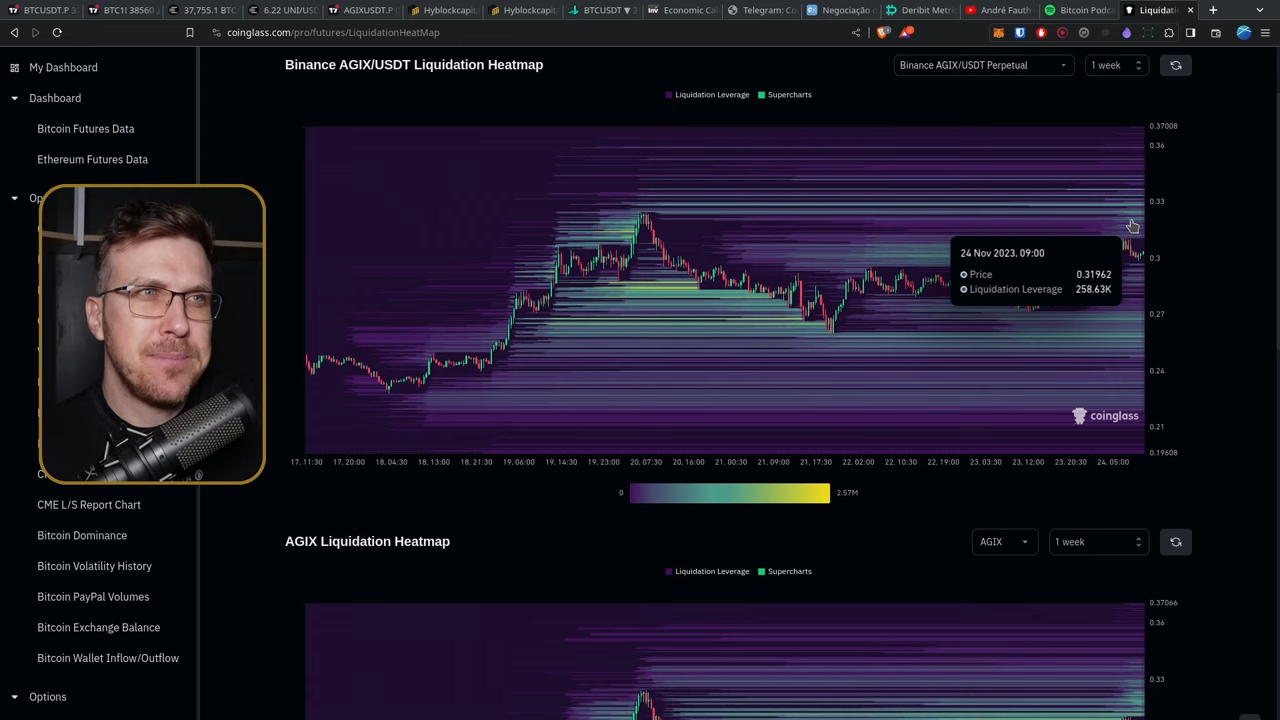 BTCUSDT.P 3
BTC1! 38560
37,755.1 BTC
6.22 UNI/USD
AGIXUSDT.P
Hyblockcapita
Hyblockcapita
BTCUSDT ▼ 3
Economic Cal
Telegram: Co
Negociação d
Deribit Metri
André Fauth
Bitcoin Podca
Liquidatio
coinglass.com/pro/futures/LiquidationHeatMap
My Dashboard
Dashboard
Bitcoin Futures Data
Ethereum Futures Data
Op
CME L/S Report Chart
Bitcoin Dominance
Bitcoin Volatility History
Bitcoin PayPal Volumes
Bitcoin Exchange Balance
Bitcoin Wallet Inflow/Outflow
Options
Binance AGIX/USDT Liquidation Heatmap
Binance AGIX/USDT Perpetual
1 week
Liquidation Leverage
Supercharts
0.37008
0.36
0.33
0.3
0.27
0.24
0.21
0.19608
24 Nov 2023, 09:00
Price 0.31962
Liquidation Leverage 258.63K
coinglass
17, 11:30 17, 20:00 18, 04:30 18, 13:00 18, 21:30 19, 06:00 19, 14:30 19, 23:00 20, 07:30 20, 16:00 21, 00:30 21, 09:00 21, 17:30 22, 02:00 22, 10:30 22, 19:00 23, 03:30 23, 12:00 23, 20:30 24, 05:00
0 2.57M
AGIX Liquidation Heatmap
AGIX
1 week
Liquidation Leverage
Supercharts
0.37066
0.36
0.33